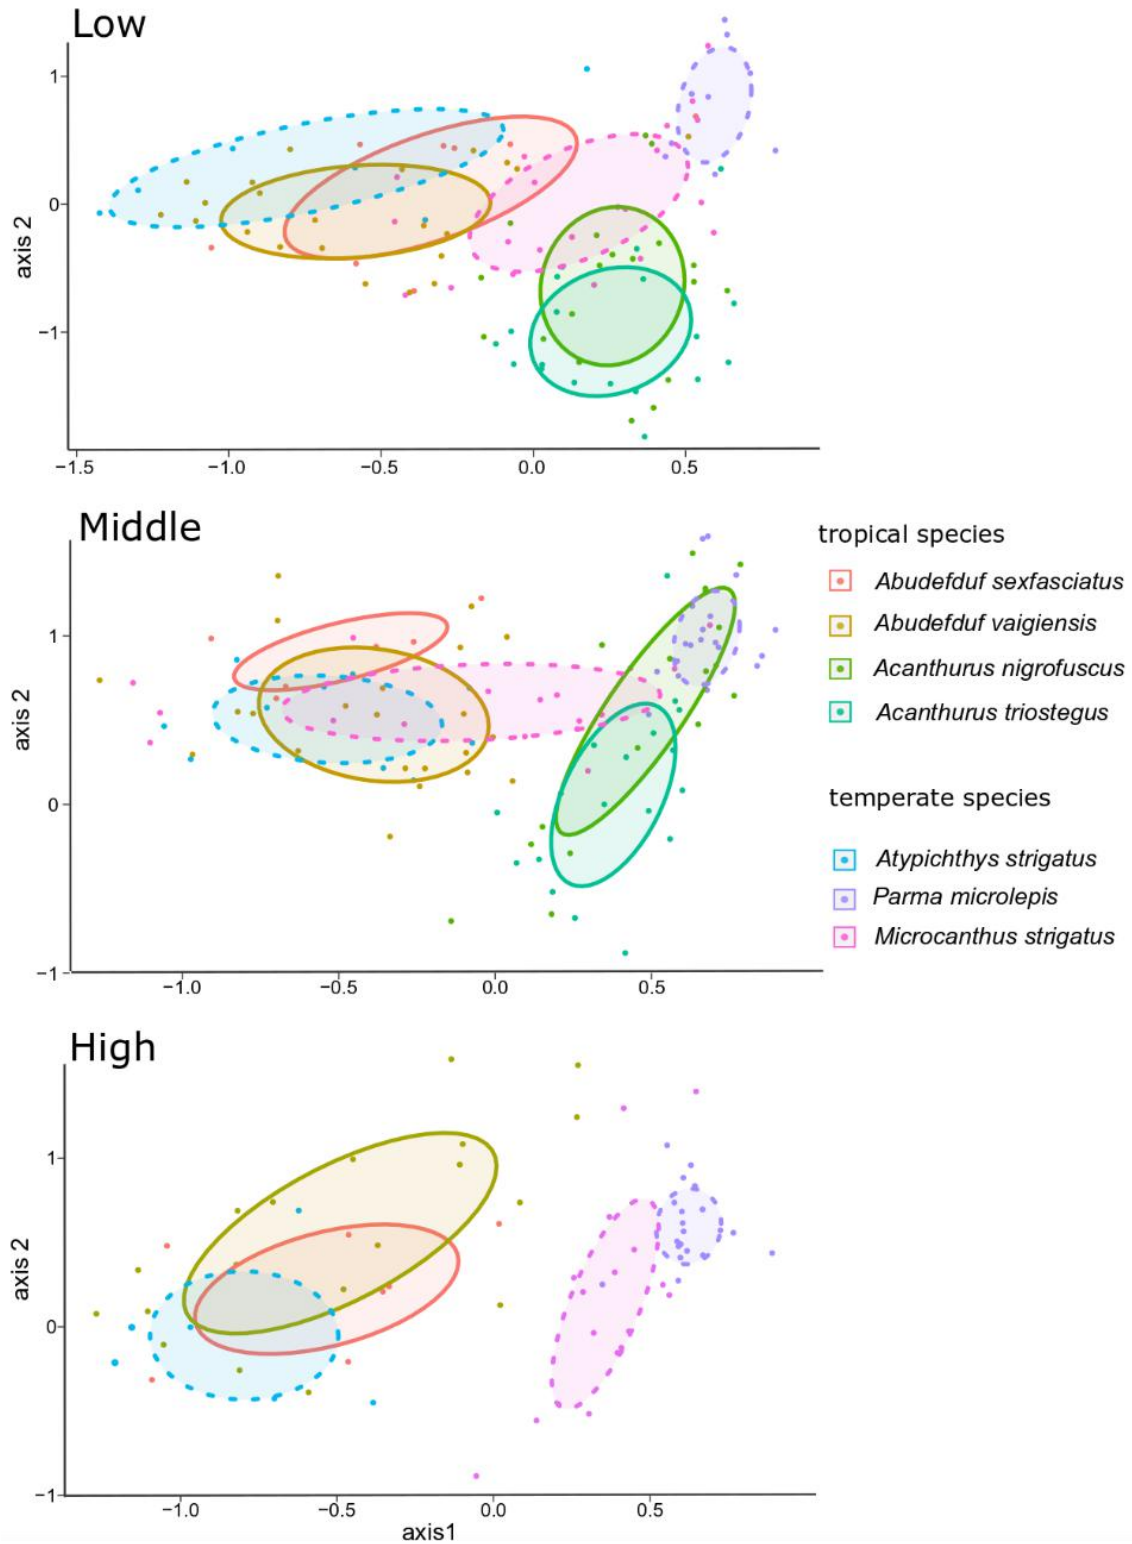 Low
1
0
−1
axis 2
−1.5 −1.0 −0.5 0.0 0.5
Middle
1
0
−1
axis 2
−1.0 −0.5 0.0 0.5
tropical species
Abudefduf sexfasciatus
Abudefduf vaigiensis
Acanthurus nigrofuscus
Acanthurus triostegus
temperate species
Atypichthys strigatus
Parma microlepis
Microcanthus strigatus
High
1
0
−1
axis 2
−1.0 −0.5 0.0 0.5
axis1